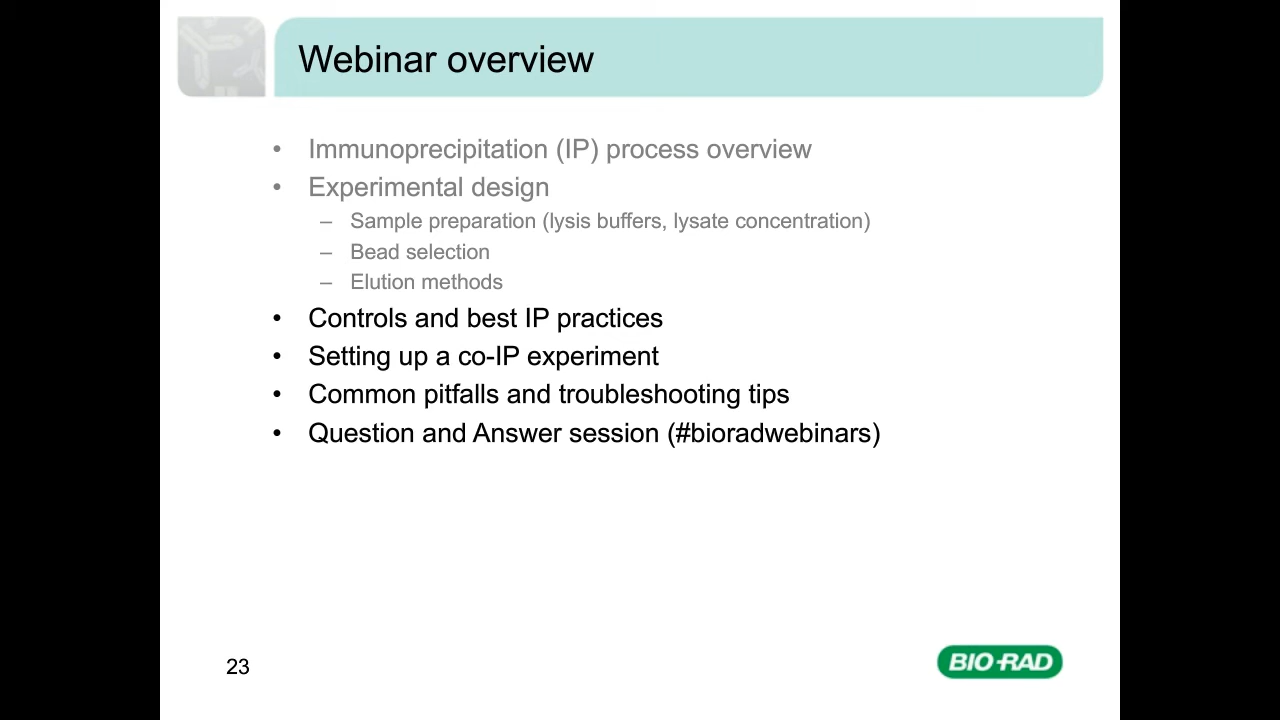 Webinar overview
• Immunoprecipitation (IP) process overview
• Experimental design
– Sample preparation (lysis buffers, lysate concentration)
– Bead selection
– Elution methods
• Controls and best IP practices
• Setting up a co-IP experiment
• Common pitfalls and troubleshooting tips
• Question and Answer session (#bioradwebinars)
23
BIO-RAD